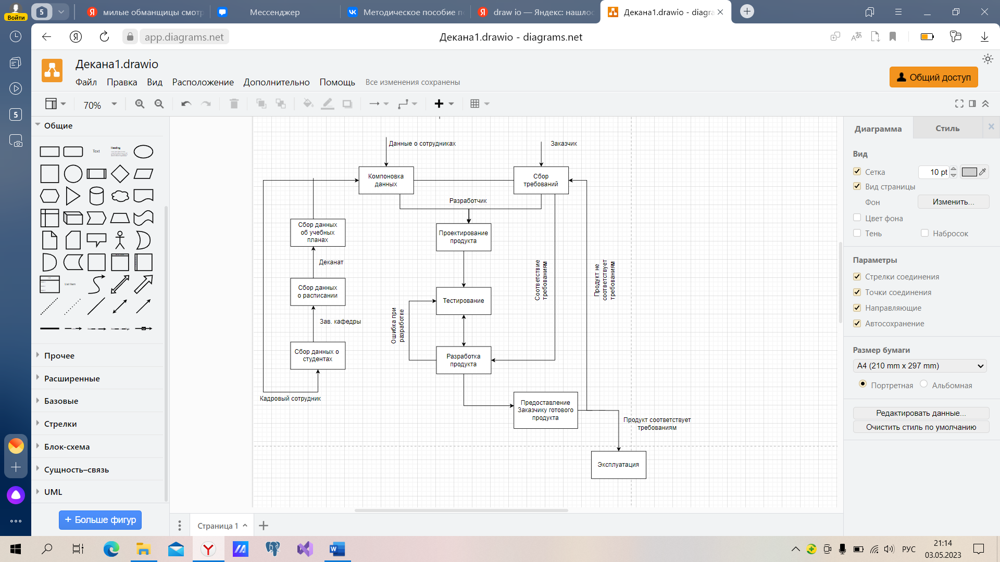 Войти
5
милые обманщицы смотр
Мессенджер
Методическое пособие п
draw io — Яндекс: нашлос
Декана1.drawio - diagra
app.diagrams.net
Декана1.drawio - diagrams.net
5
Декана1.drawio
Файл
Правка
Вид
Расположение
Дополнительно
Помощь
Все изменения сохранены
Общий доступ
70%
Общие
Text
Heading
List Item
Прочее
Расширенные
Базовые
Стрелки
Блок-схема
Сущность–связь
UML
+ Больше фигур
Данные о сотрудниках
Заказчик
Компоновка
данных
Сбор
требований
Разработчик
Сбор данных
об учебных
планах
Проектирование
продукта
Деканат
Соответствие
требованиям
Продукт не
соответствует
требованиям
Сбор данных
о расписании
Тестирование
Зав. кафедры
Ошибка при
разработке
Сбор данных о
студентах
Разработка
продукта
Кадровый сотрудник
Предоставление
Заказчику готового
продукта
Продукт соответствует
требованиям
Эксплуатация
Страница 1
Диаграмма
Стиль
Вид
Сетка
10 pt
Вид страницы
Фон
Изменить...
Цвет фона
Тень
Набросок
Параметры
Стрелки соединения
Точки соединения
Направляющие
Автосохранение
Размер бумаги
A4 (210 mm x 297 mm)
Портретная
Альбомная
Редактировать данные...
Очистить стиль по умолчанию
РУС
21:14
03.05.2023